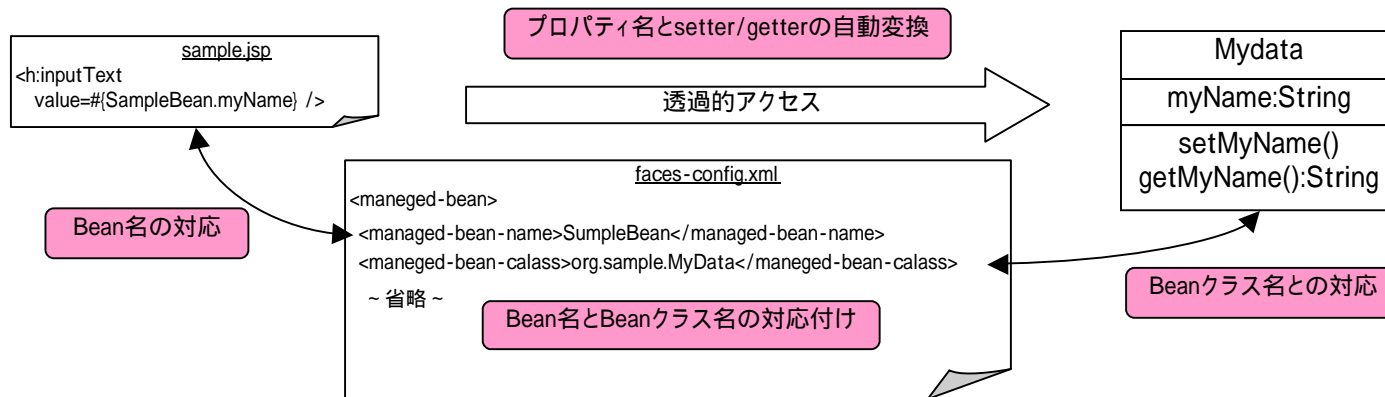 プロパティ名とsetter/getterの自動変換
sample.jsp
<h:inputText
value=#{SampleBean.myName} />
透過的アクセス
Mydata
myName:String
setMyName()
getMyName():String
faces-config.xml
<maneged-bean>
<managed-bean-name>SumpleBean</managed-bean-name>
<maneged-bean-calass>org.sample.MyData</maneged-bean-calass>
~省略~
Bean名の対応
Bean名とBeanクラス名の対応付け
Beanクラス名との対応